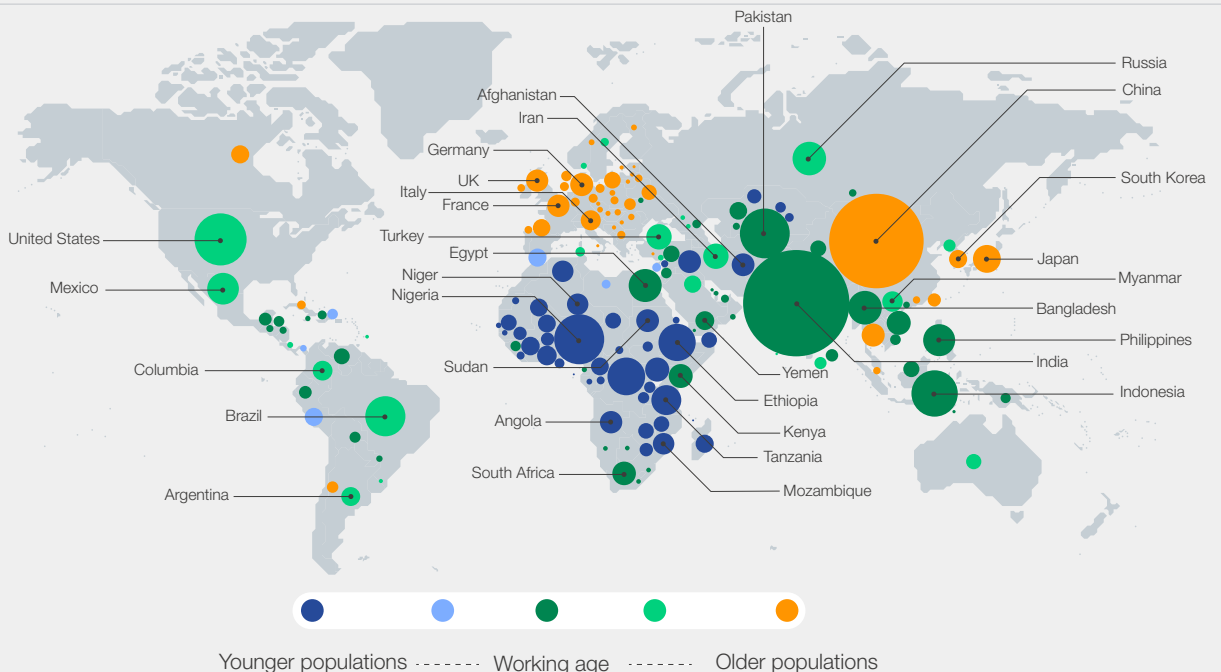 Pakistan
Russia
China
Afghanistan
Iran
Germany
South Korea
UK
Italy
France
United States
Turkey
Egypt
Japan
Niger
Myanmar
Mexico
Nigeria
Bangladesh
Philippines
Sudan
India
Columbia
Yemen
Indonesia
Ethiopia
Brazil
Angola
Kenya
Tanzania
South Africa
Mozambique
Argentina
Younger populations Working age Older populations